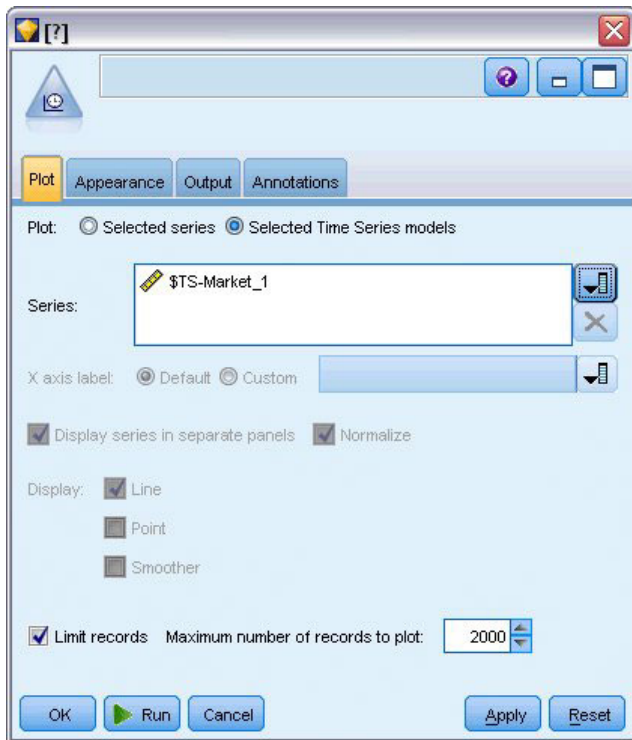 [?]
Plot Appearance Output Annotations
Plot: Selected series Selected Time Series models
Series: $TS-Market_1
X axis label: Default Custom
Display series in separate panels Normalize
Display: Line
Point
Smoother
Limit records Maximum number of records to plot: 2000
OK Run Cancel Apply Reset